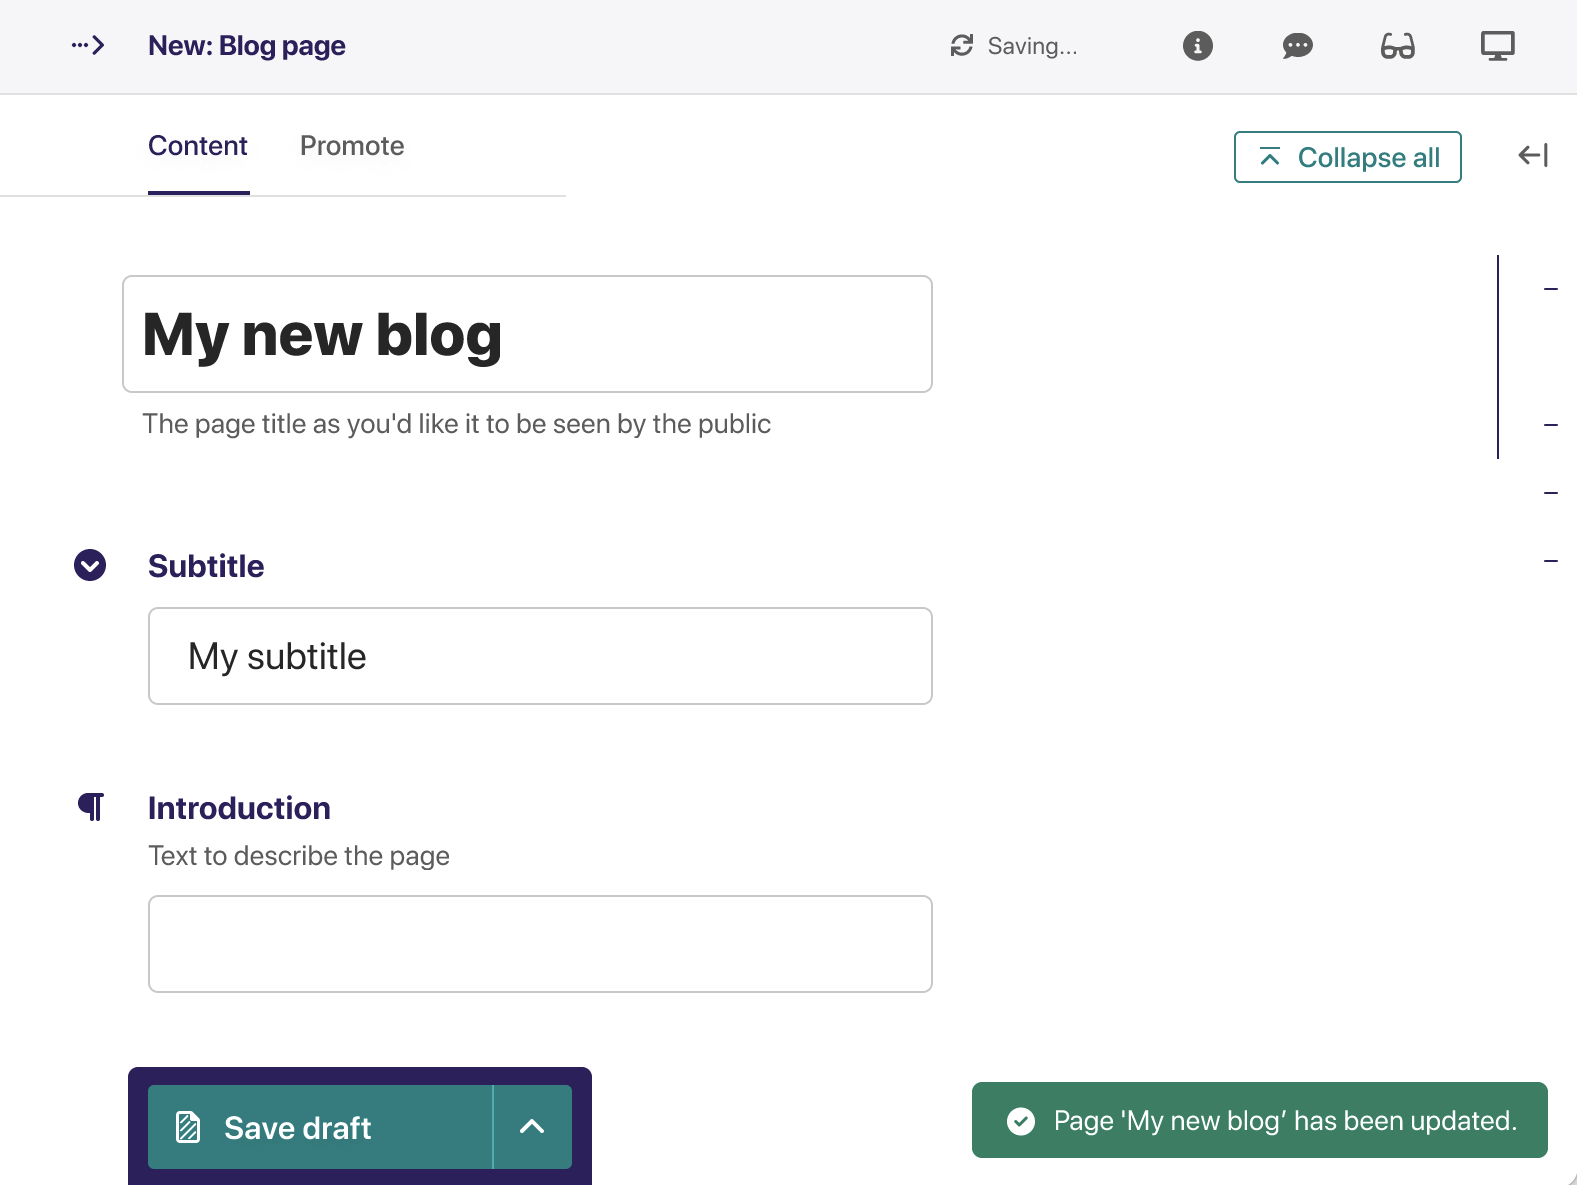 New: Blog page
Saving...
Content
Promote
Collapse all
My new blog
The page title as you'd like it to be seen by the public
Subtitle
My subtitle
Introduction
Text to describe the page
Save draft
Page 'My new blog’ has been updated.